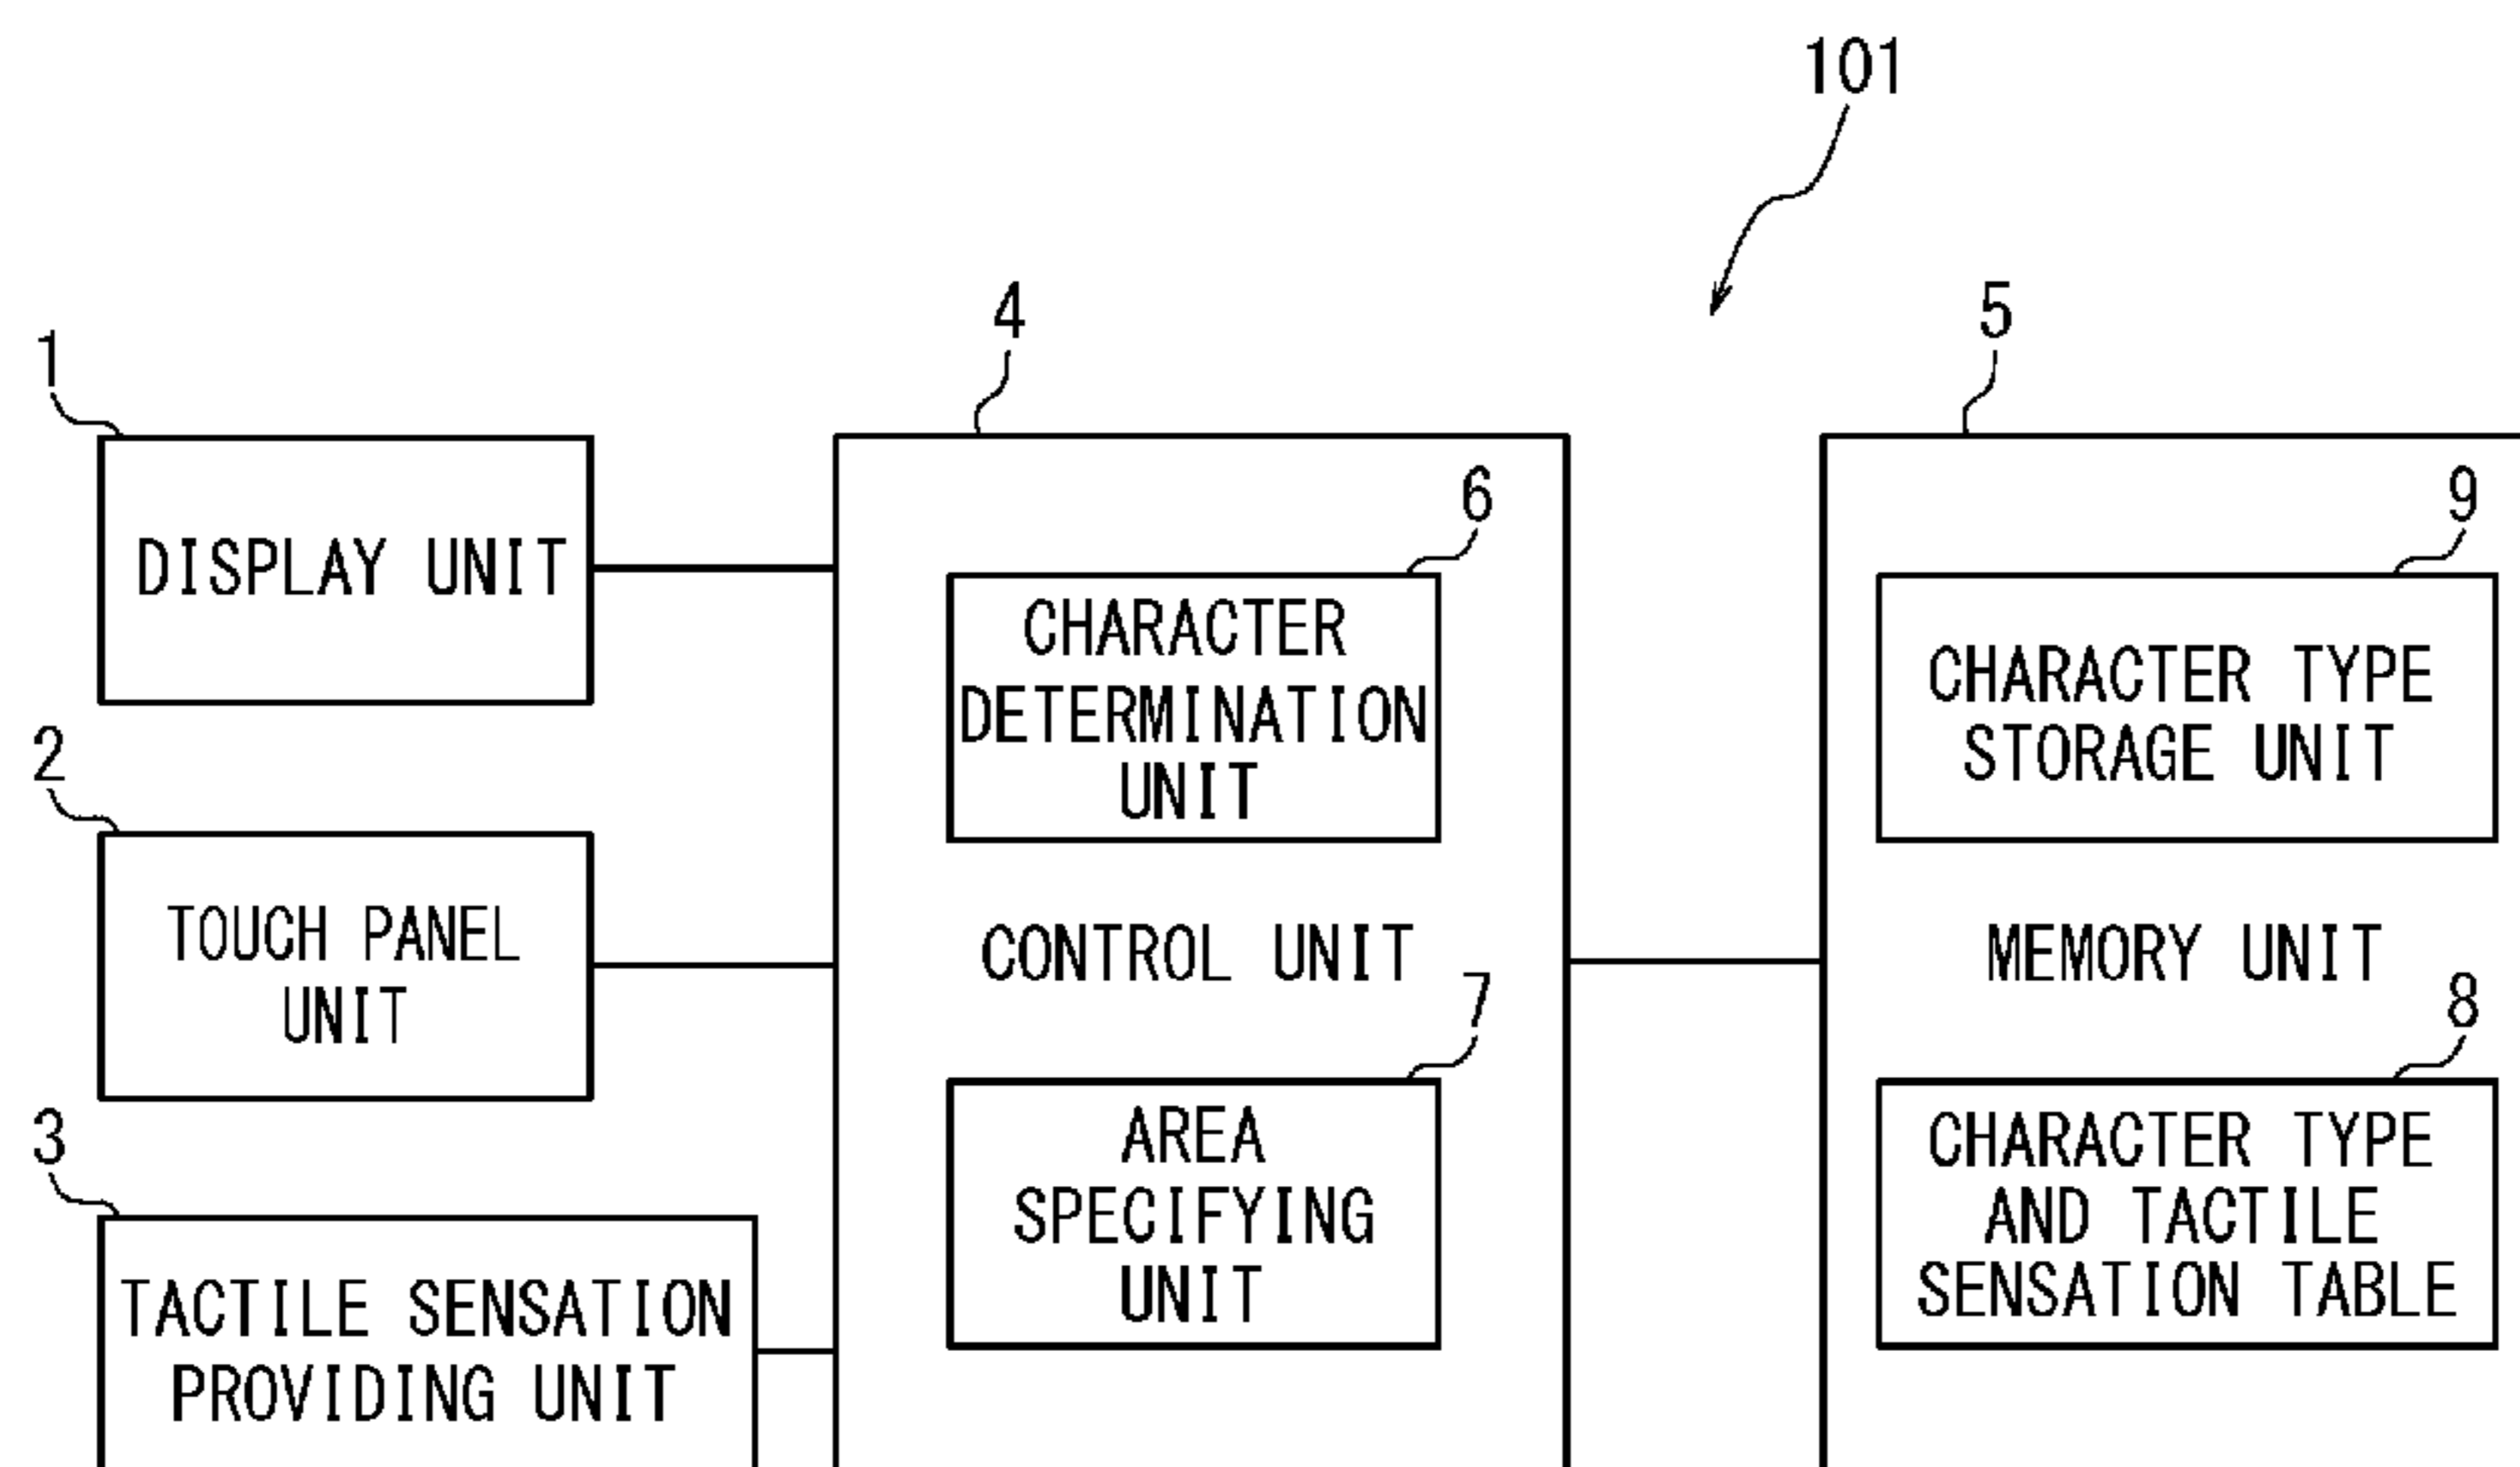 101
1
DISPLAY UNIT
2
TOUCH PANEL
UNIT
3
TACTILE SENSATION
PROVIDING UNIT
4
6
CHARACTER
DETERMINATION
UNIT
CONTROL UNIT
7
AREA
SPECIFYING
UNIT
5
9
CHARACTER TYPE
STORAGE UNIT
MEMORY UNIT
8
CHARACTER TYPE
AND TACTILE
SENSATION TABLE